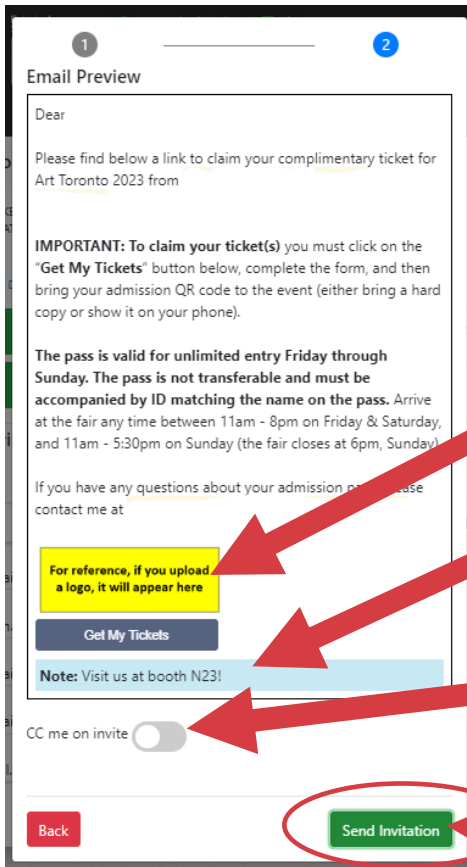 1 2
Email Preview
Dear
Please find below a link to claim your complimentary ticket for
Art Toronto 2023 from
IMPORTANT: To claim your ticket(s) you must click on the
"Get My Tickets" button below, complete the form, and then
bring your admission QR code to the event (either bring a hard
copy or show it on your phone).
The pass is valid for unlimited entry Friday through
Sunday. The pass is not transferable and must be
accompanied by ID matching the name on the pass. Arrive
at the fair any time between 11am - 8pm on Friday & Saturday,
and 11am - 5:30pm on Sunday (the fair closes at 6pm, Sunday)
If you have any questions about your admission
contact me at
For reference, if you upload
a logo, it will appear here
Get My Tickets
Note: Visit us at booth N23!
CC me on invite
Back Send Invitation